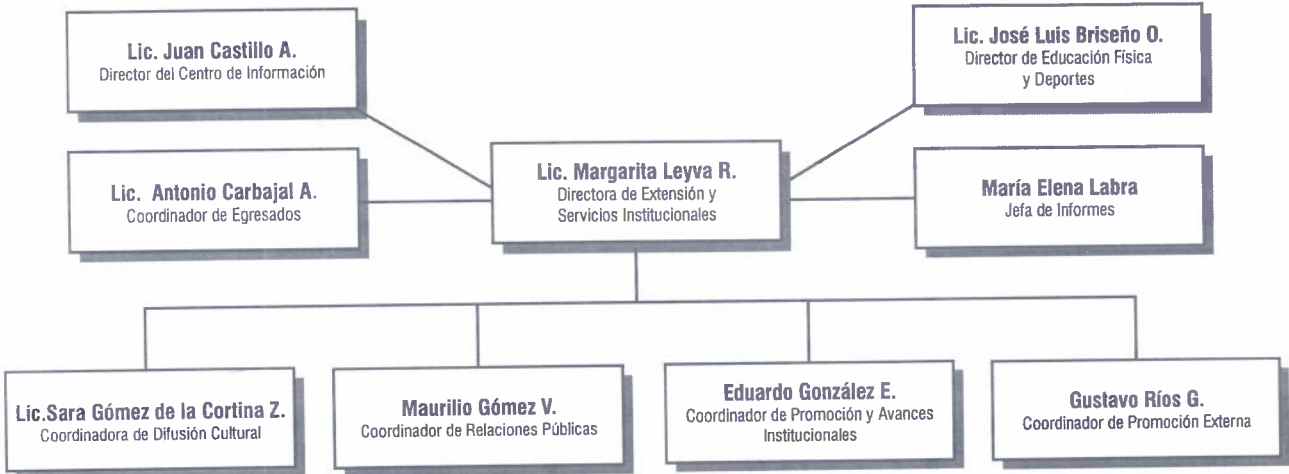 Lic. Juan Castillo A.
Director del Centro de Información
Lic. José Luis Briseño O.
Director de Educación Física
y Deportes
Lic. Antonio Carbajal A.
Coordinador de Egresados
Lic. Margarita Leyva R.
Directora de Extensión y
Servicios Institucionales
María Elena Labra
Jefa de Informes
Lic.Sara Gómez de la Cortina Z.
Coordinadora de Difusión Cultural
Maurilio Gómez V.
Coordinador de Relaciones Públicas
Eduardo González E.
Coordinador de Promoción y Avances
Institucionales
Gustavo Ríos G.
Coordinador de Promoción Externa